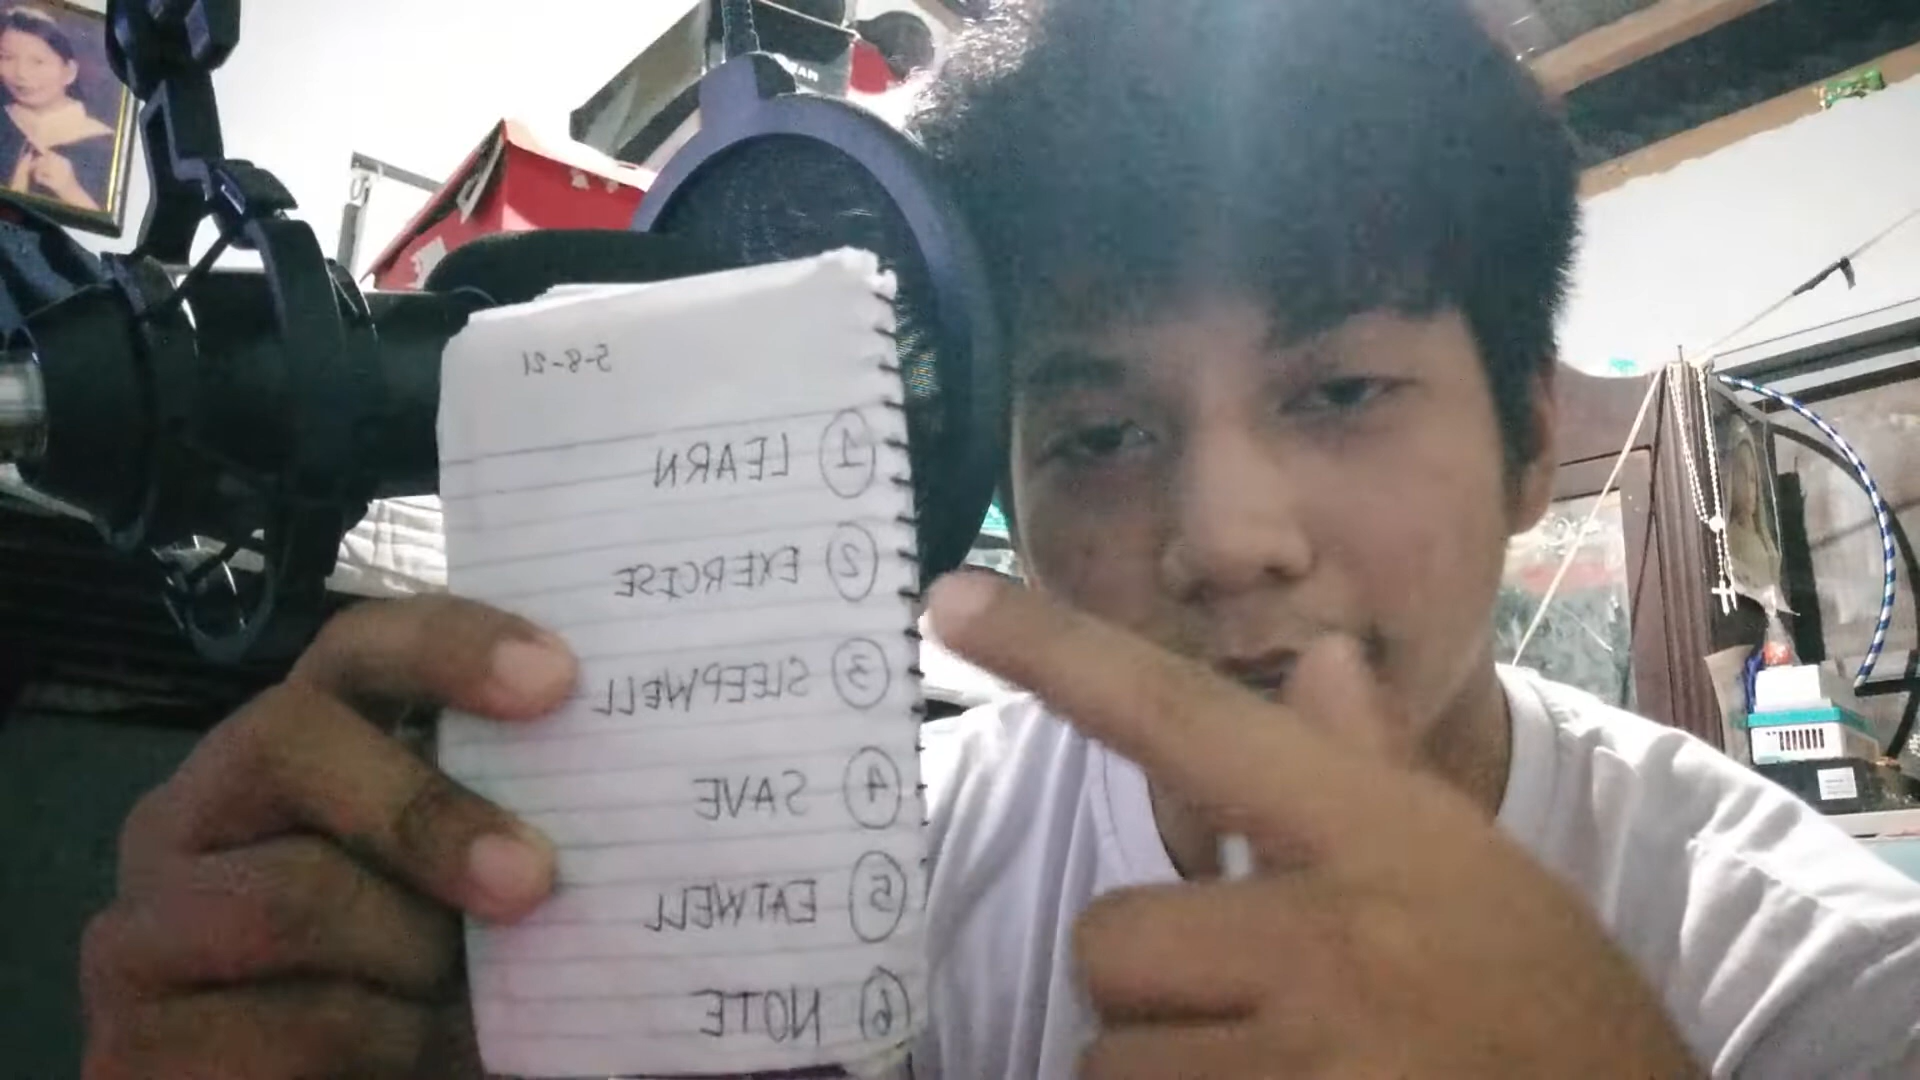 5-8-21
1 LEARN
2 EXERCISE
3 SLEEPWELL
4 SAVE
5 EATWELL
6 NOTE